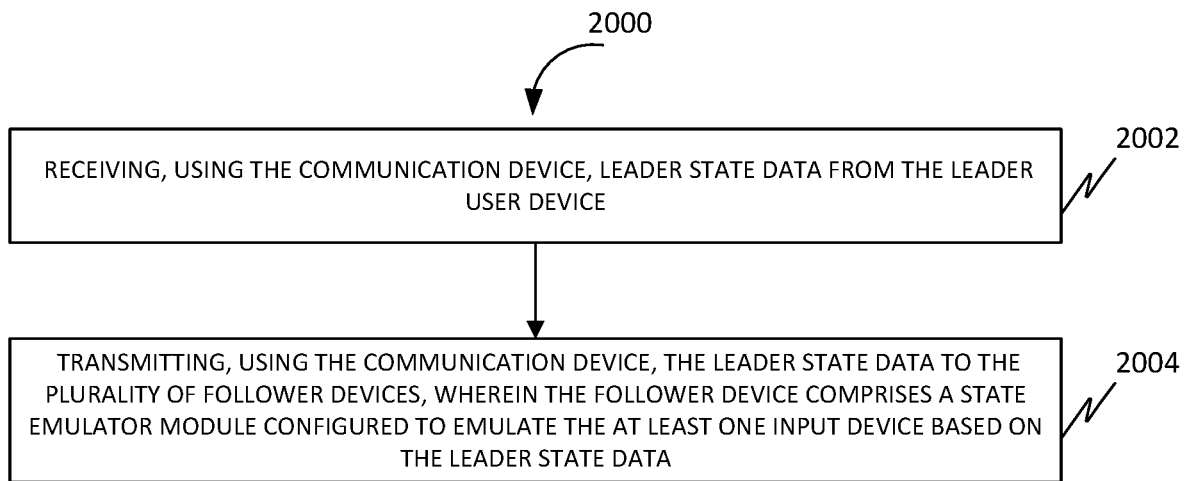 2000
RECEIVING, USING THE COMMUNICATION DEVICE, LEADER STATE DATA FROM THE LEADER
USER DEVICE
2002
TRANSMITTING, USING THE COMMUNICATION DEVICE, THE LEADER STATE DATA TO THE
PLURALITY OF FOLLOWER DEVICES, WHEREIN THE FOLLOWER DEVICE COMPRISES A STATE
EMULATOR MODULE CONFIGURED TO EMULATE THE AT LEAST ONE INPUT DEVICE BASED ON
THE LEADER STATE DATA
2004